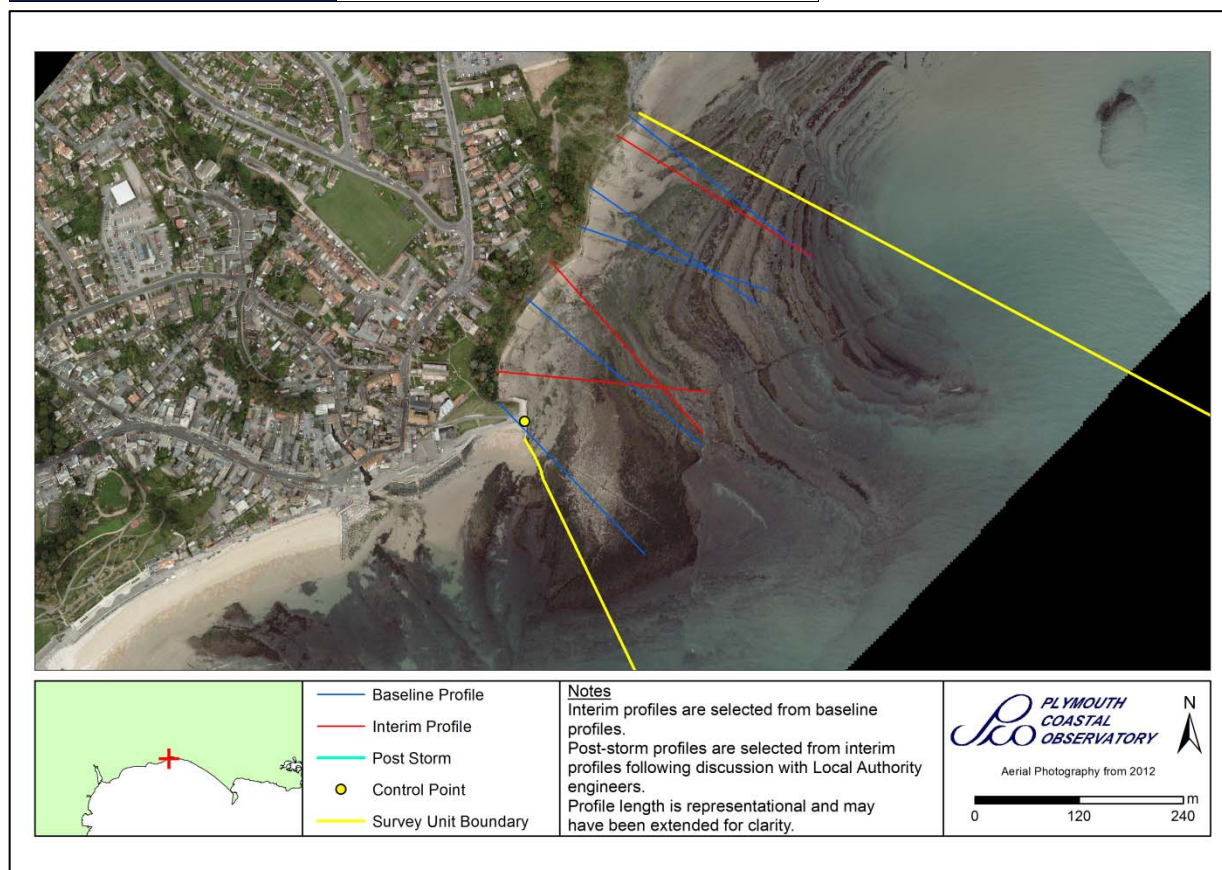 Baseline Profile
Interim Profile
Post Storm
Control Point
Survey Unit Boundary
Notes
Interim profiles are selected from baseline
profiles.
Post-storm profiles are selected from interim
profiles following discussion with Local Authority
engineers.
Profile length is representational and may
have been extended for clarity.
PCO
PLYMOUTH
COASTAL
OBSERVATORY
N
Aerial Photography from 2012
m
0 120 240